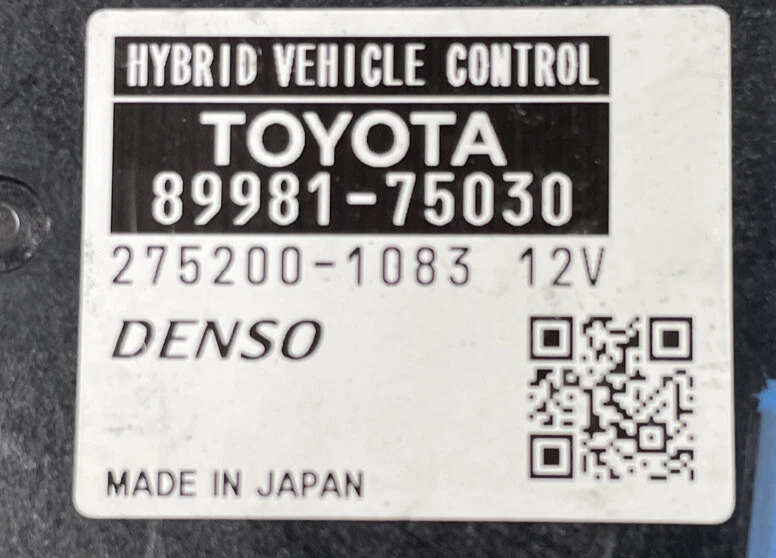 HYBRID VEHICLE CONTROL
TOYOTA
89981-75030
275200-1083 12V
DENSO
MADE IN JAPAN